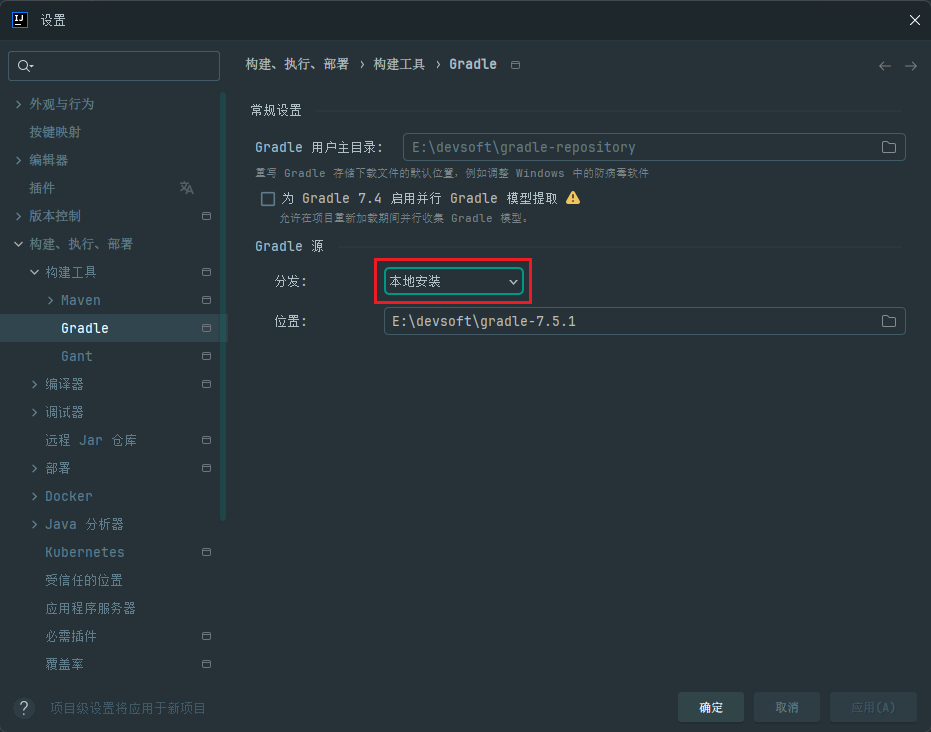 IJ 设置
构建、执行、部署 › 构建工具 › Gradle
外观与行为
按键映射
编辑器
插件
版本控制
构建、执行、部署
构建工具
Maven
Gradle
Gant
编译器
调试器
远程 Jar 仓库
部署
Docker
Java 分析器
Kubernetes
受信任的位置
应用程序服务器
必需插件
覆盖率
常规设置
Gradle 用户主目录:
E:\devsoft\gradle-repository
重写 Gradle 存储下载文件的默认位置，例如调整 Windows 中的防病毒软件
为 Gradle 7.4 启用并行 Gradle 模型提取
允许在项目重新加载期间并行收集 Gradle 模型。
Gradle 源
分发:
本地安装
位置:
E:\devsoft\gradle-7.5.1
? 项目级设置将应用于新项目
确定
取消
应用(A)